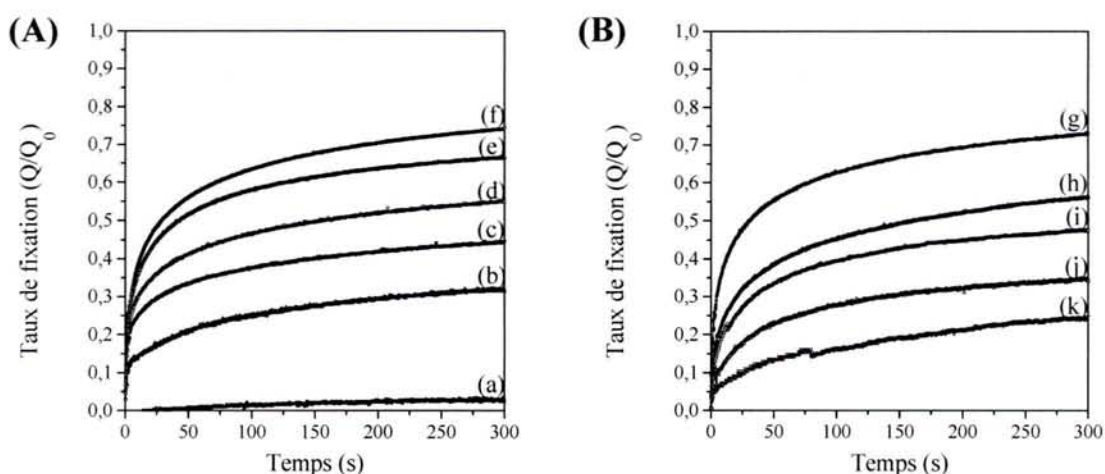 (A)
Taux de fixation (Q/Q0)
1,0
0,9
0,8
0,7
0,6
0,5
0,4
0,3
0,2
0,1
0,0
(f)
(e)
(d)
(c)
(b)
(a)
0 50 100 150 200 250 300
Temps (s)
(B)
Taux de fixation (Q/Q0)
1,0
0,9
0,8
0,7
0,6
0,5
0,4
0,3
0,2
0,1
0,0
(g)
(h)
(i)
(j)
(k)
0 50 100 150 200 250 300
Temps (s)